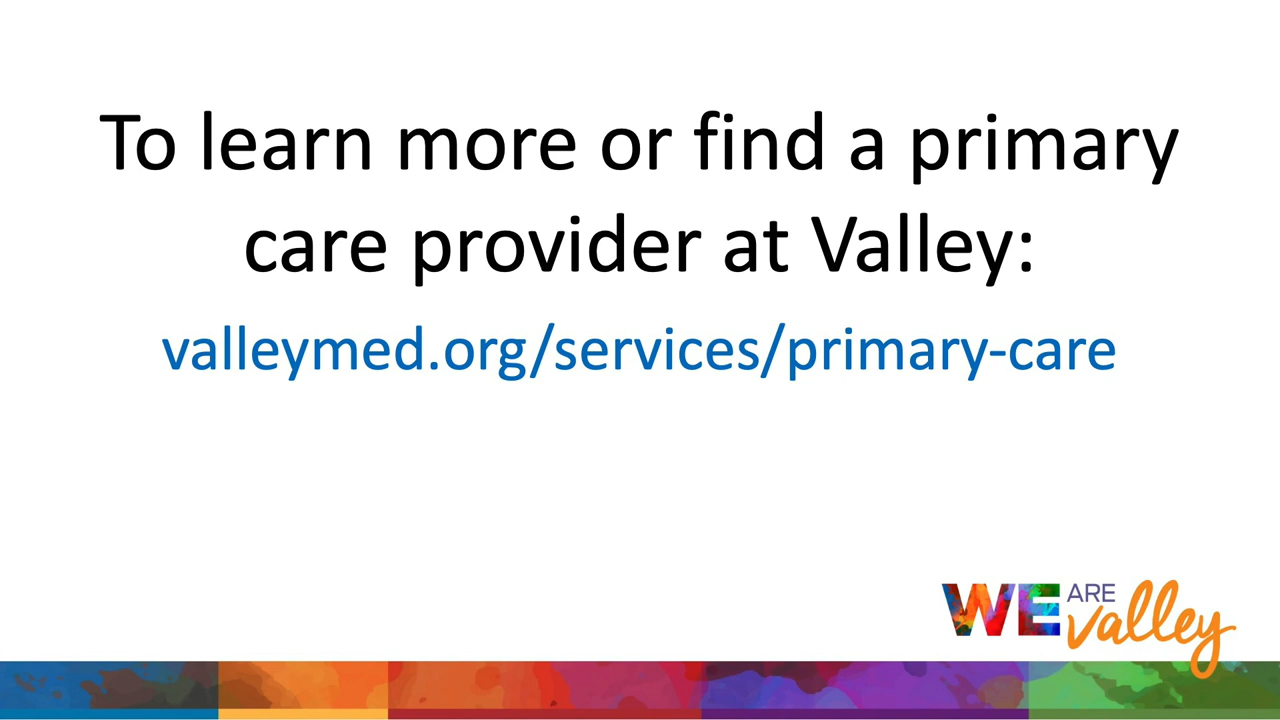 To learn more or find a primary
care provider at Valley:
valleymed.org/services/primary-care
WE ARE
valley